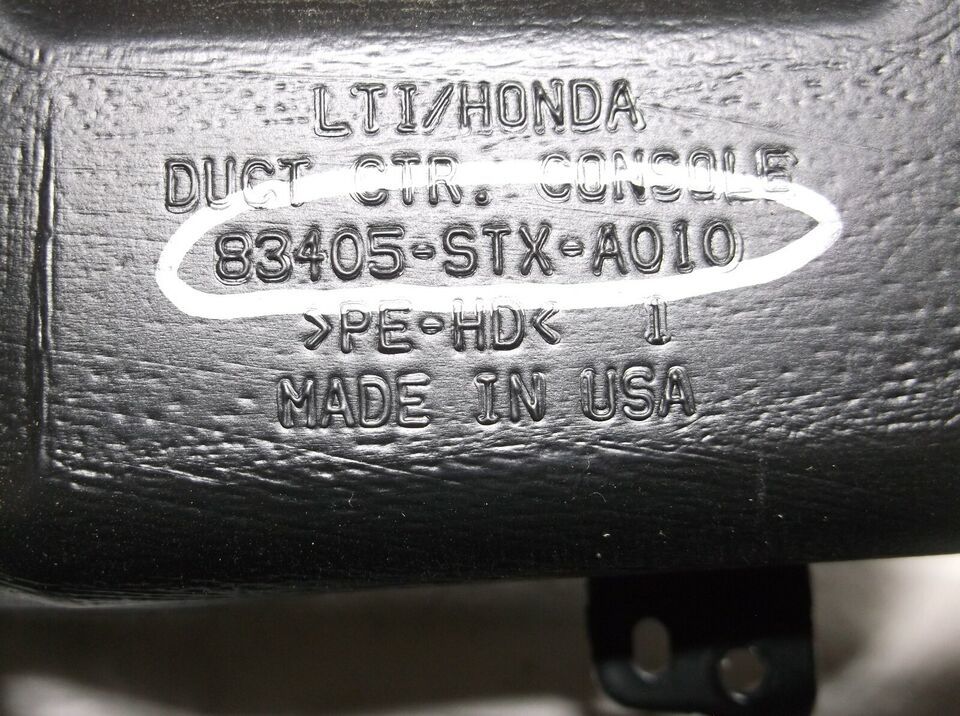 LTI/HONDA
DUCT CTR. CONSOLE
83405-STX-A010
>PE-HD< 1
MADE IN USA